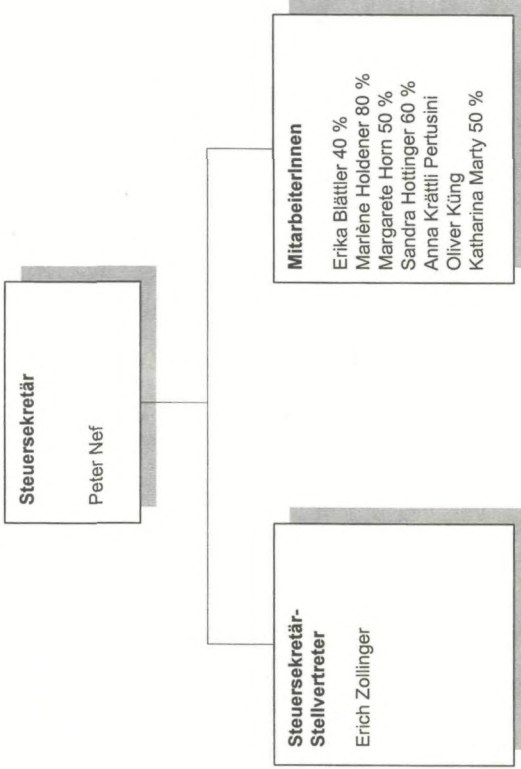 Steuersekretär
Peter Nef
Steuersekretär-
Stellvertreter
Erich Zollinger
MitarbeiterInnen
Erika Blättler 40 %
Marlène Holdener 80 %
Margarete Horn 50 %
Sandra Hottinger 60 %
Anna Krättli Pertusini
Oliver Küng
Katharina Marty 50 %